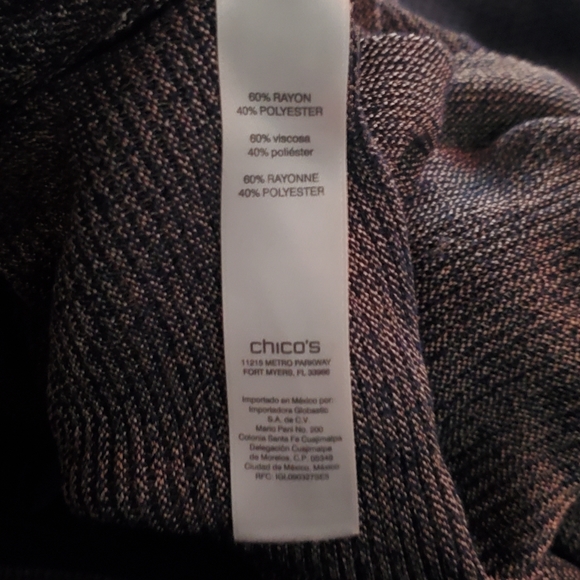 60% RAYON
40% POLYESTER
60% viscosa
40% poliéster
60% RAYONNE
40% POLYESTER
chico's
11215 METRO PARKWAY
FORT MYERS, FL 33966
Importado en México por:
Importadora Globastic
S.A. de C.V.
Mario Pani No. 200
Colonia Santa Fe Cuajimalpa
Delegación Cuajimalpa
de Morelos, C.P. 05348
Ciudad de México, México
RFC: